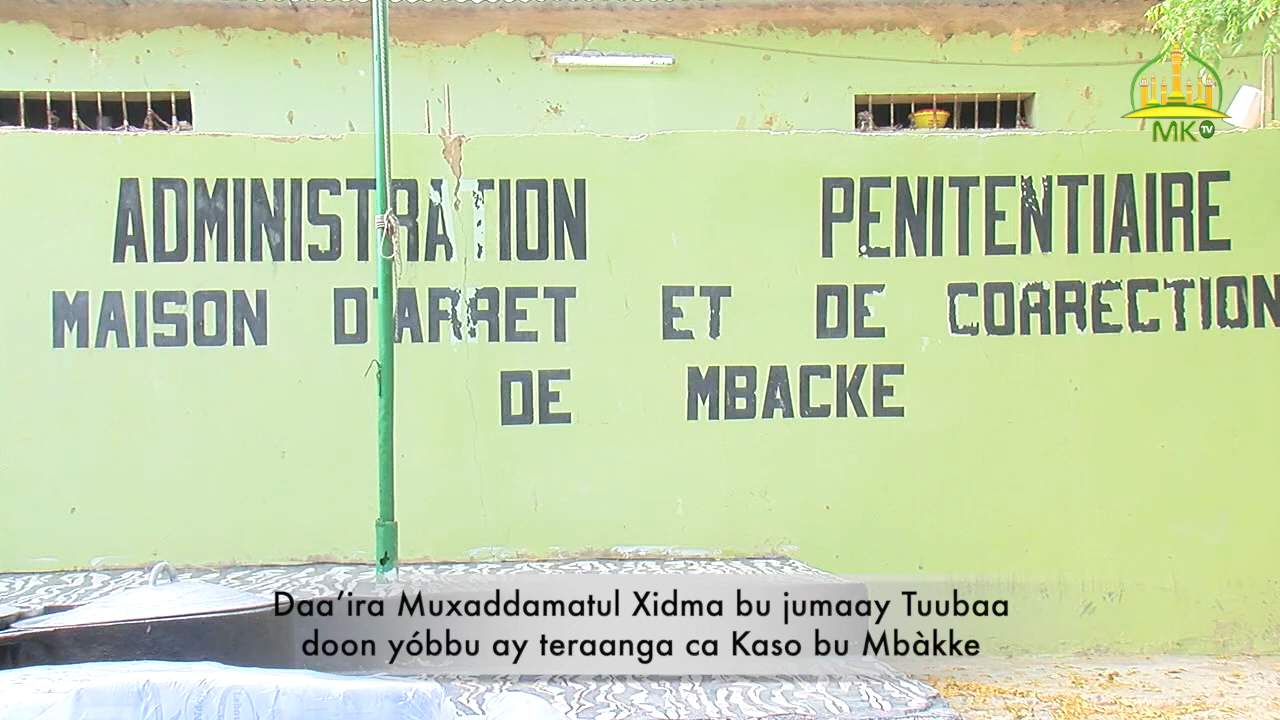 MK TV
ADMINISTRATION PENITENTIAIRE
MAISON D'ARRET ET DE CORRECTION
DE MBACKE
Daa'ira Muxaddamatul Xidma bu jumaay Tuubaa
doon yóbbu ay teraanga ca Kaso bu Mbàkke